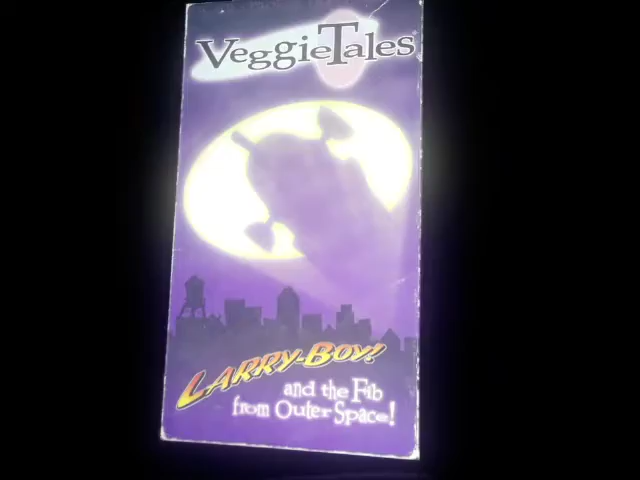 VeggieTales
LARRY-BOY!
and the Fib
from Outer Space!